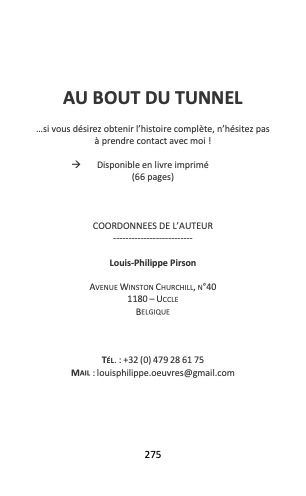 AU BOUT DU TUNNEL
…si vous désirez obtenir l’histoire complète, n’hésitez pas
à prendre contact avec moi !
→ Disponible en livre imprimé
(66 pages)
COORDONNEES DE L’AUTEUR
--------------------------
Louis-Philippe Pirson
AVENUE WINSTON CHURCHILL, N°40
1180 – UCCLE
BELGIQUE
TÉL. : +32 (0) 479 28 61 75
MAIL : louisphilippe.oeuvres@gmail.com
275